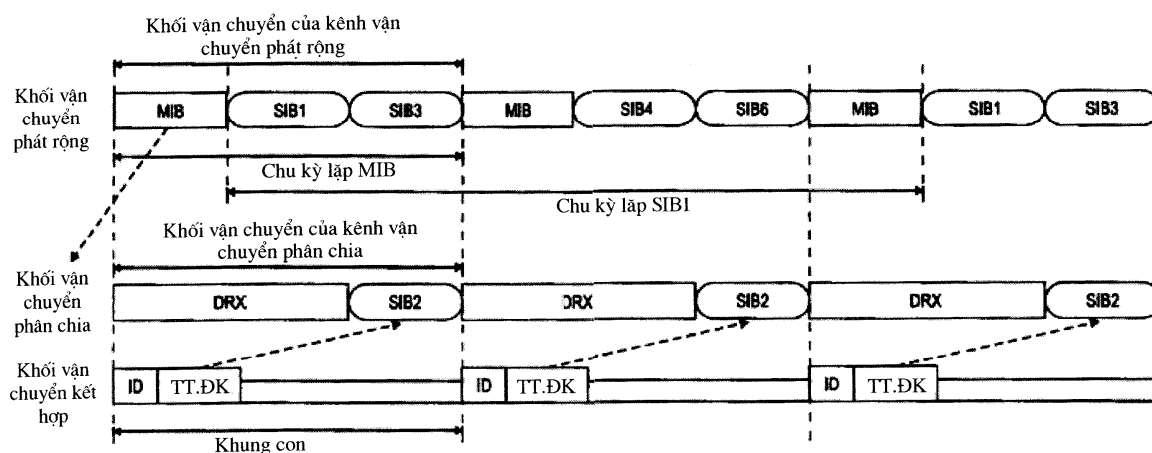 Khối vận chuyển của kênh vận
chuyển phát rộng
Khối vận
chuyển
phát rộng
MIB SIB1 SIB3 MIB SIB4 SIB6 MIB SIB1 SIB3
Chu kỳ lặp MIB
Chu kỳ lặp SIB1
Khối vận chuyển của kênh vận
chuyển phân chia
Khối vận
chuyển
phân chia
DRX SIB2 DRX SIB2 DRX SIB2
Khối vận
chuyển kết
hợp
ID TT.ĐK ID TT.ĐK ID TT.ĐK
Khung con